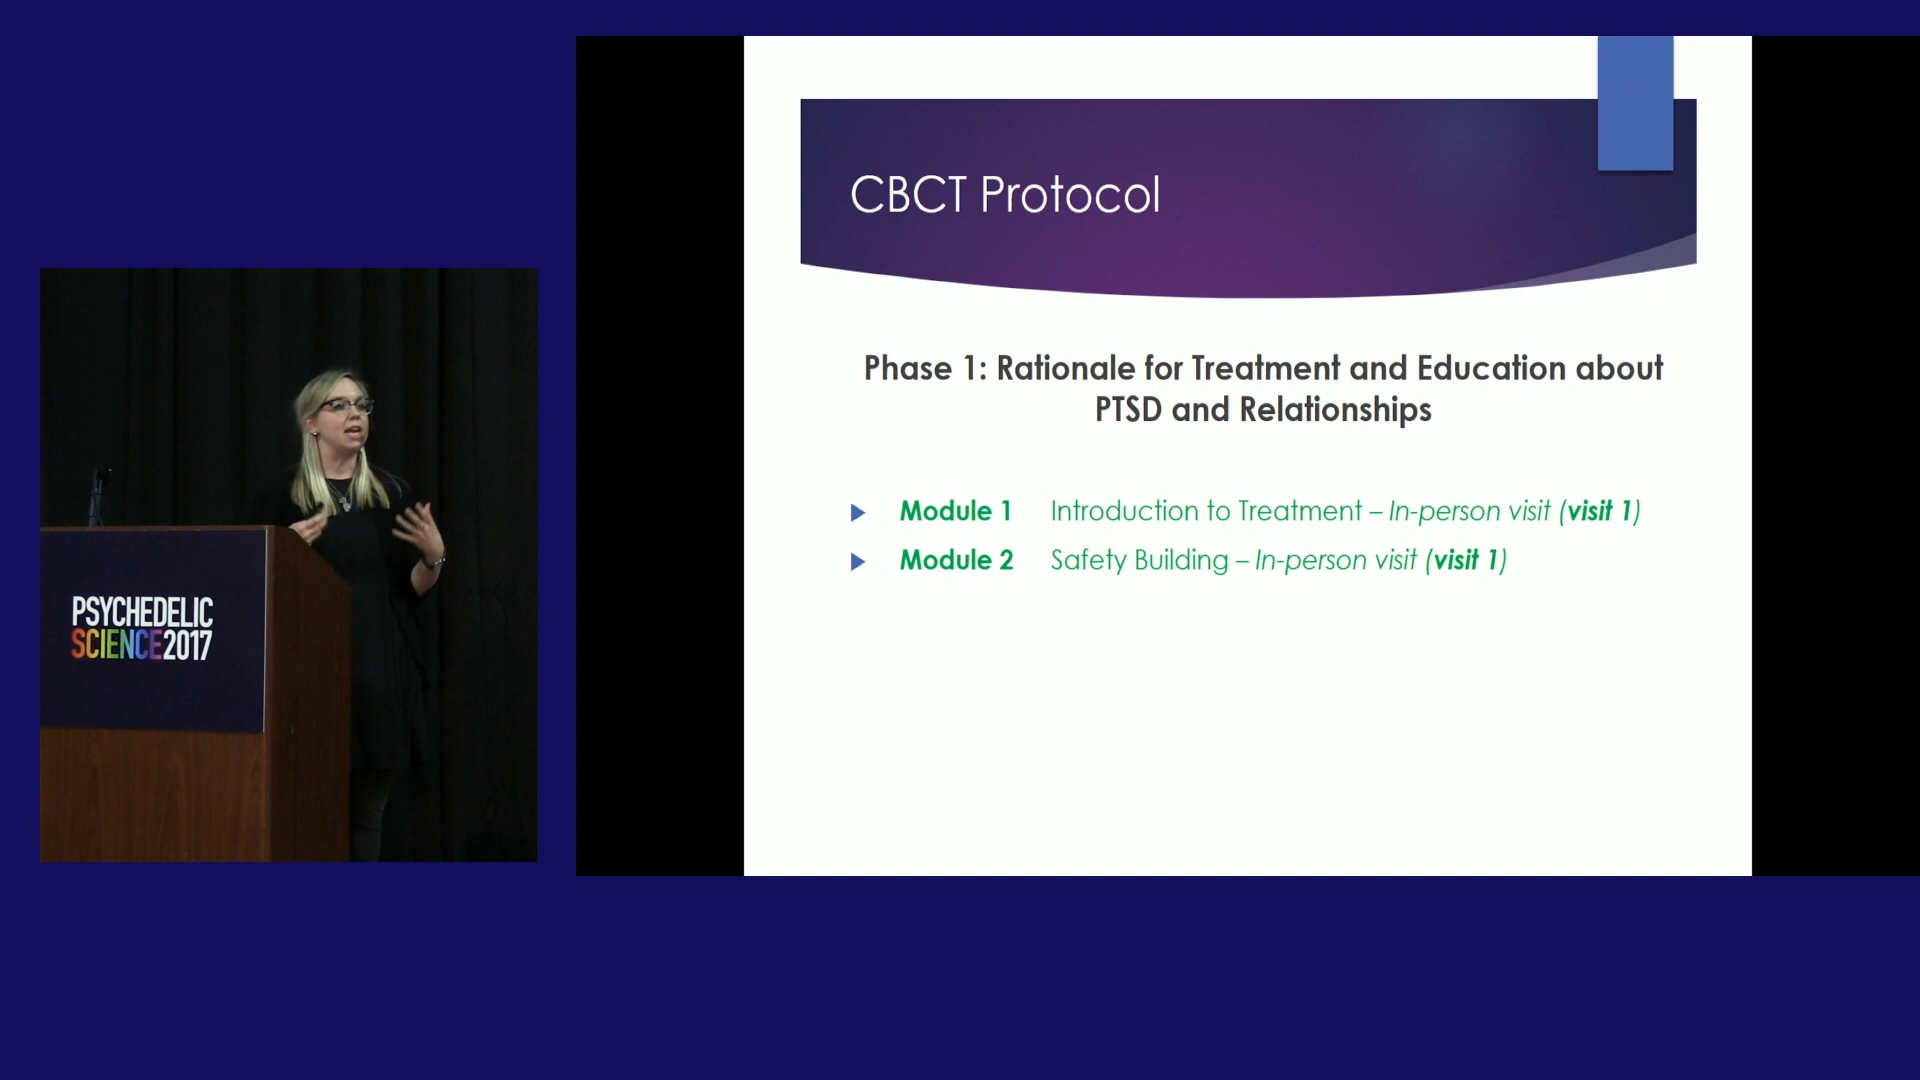 CBCT Protocol
Phase 1: Rationale for Treatment and Education about
PTSD and Relationships
Module 1 Introduction to Treatment – In-person visit (visit 1)
Module 2 Safety Building – In-person visit (visit 1)
PSYCHEDELIC
SCIENCE2017